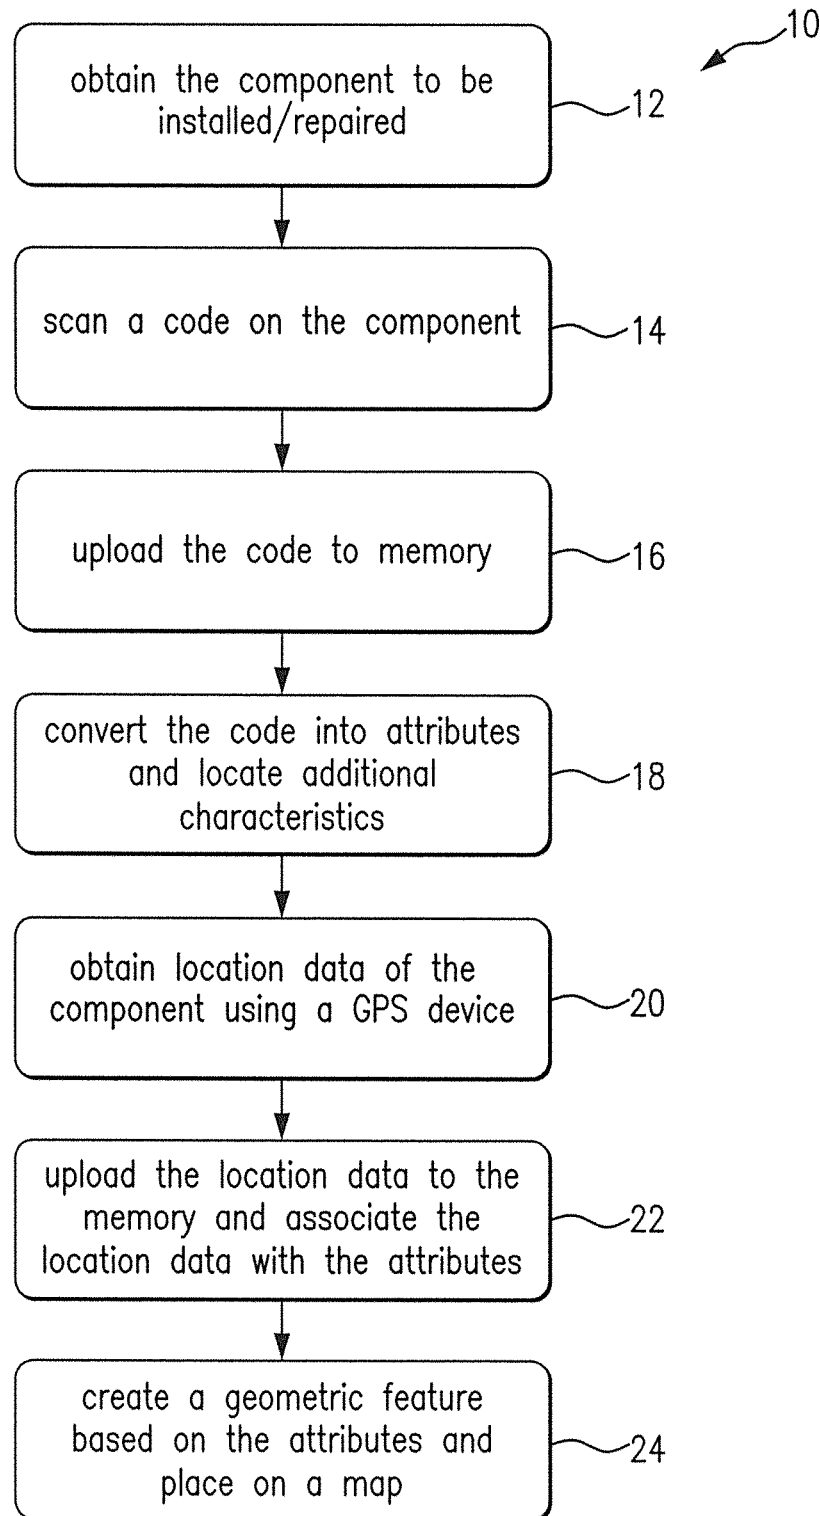 10
obtain the component to be
installed/repaired
12
scan a code on the component
14
upload the code to memory
16
convert the code into attributes
and locate additional
characteristics
18
obtain location data of the
component using a GPS device
20
upload the location data to the
memory and associate the
location data with the attributes
22
create a geometric feature
based on the attributes and
place on a map
24